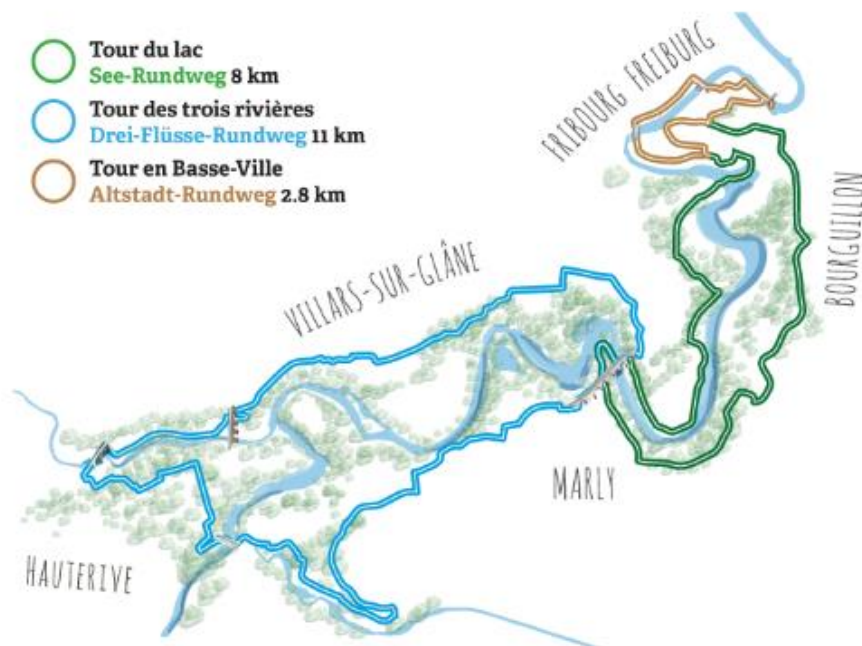 Tour du lac
See-Rundweg 8 km
Tour des trois rivières
Drei-Flüsse-Rundweg 11 km
Tour en Basse-Ville
Altstadt-Rundweg 2.8 km
FRIBOURG FREIBURG
BOURGUILLON
VILLARS-SUR-GLÂNE
MARLY
HAUTERIVE